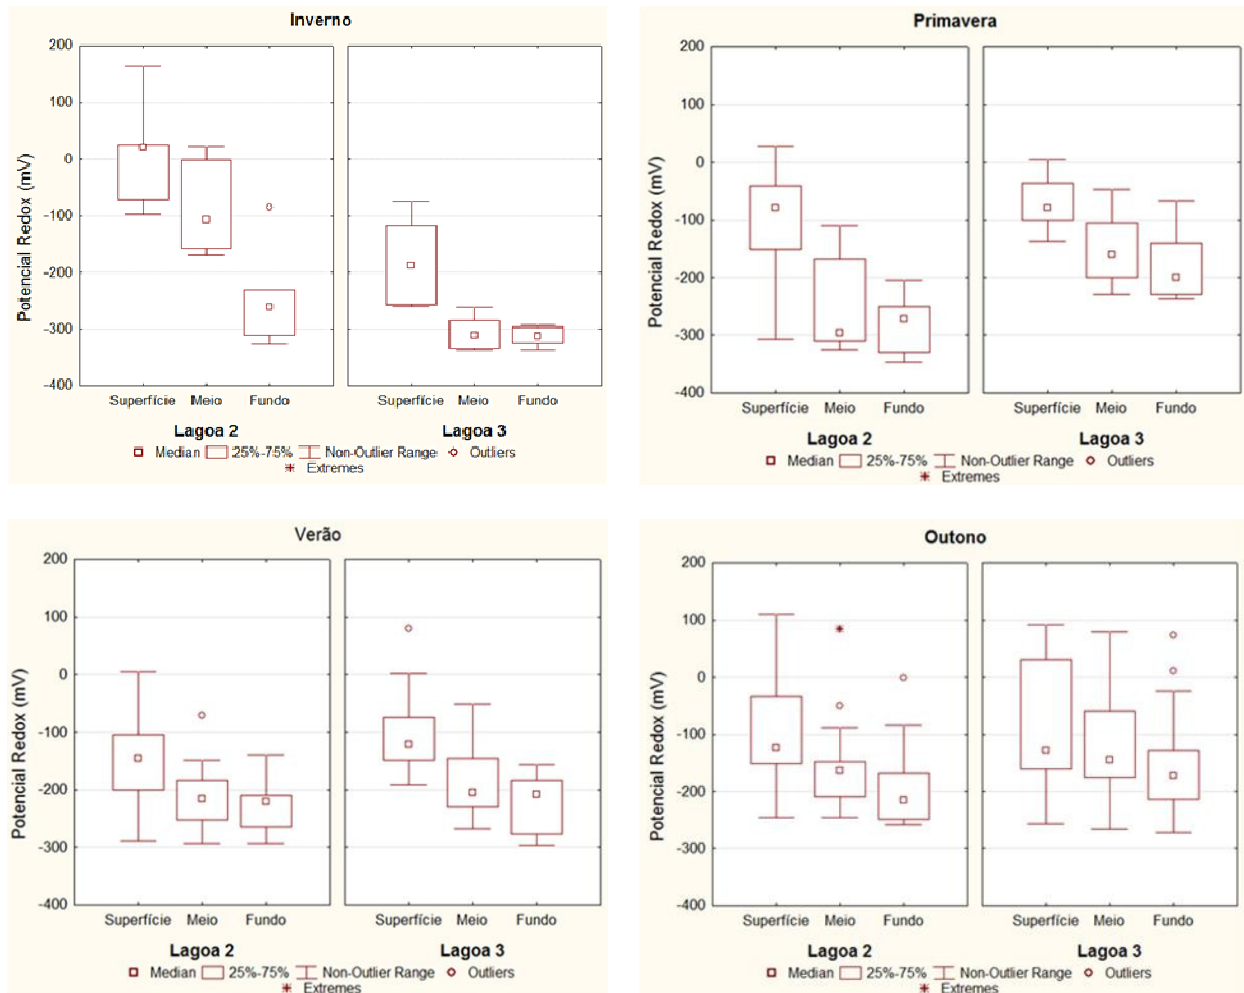 Inverno
200
100
0
-100
-200
-300
-400
Potencial Redox (mV)
Superfície Meio Fundo
Superfície Meio Fundo
Lagoa 2 Lagoa 3
Median 25%-75% Non-Outlier Range Outliers
Extremes
Primavera
200
100
0
-100
-200
-300
-400
Potencial Redox (mV)
Superfície Meio Fundo
Superfície Meio Fundo
Lagoa 2 Lagoa 3
Median 25%-75% Non-Outlier Range Outliers
Extremes
Verão
200
100
0
-100
-200
-300
-400
Potencial Redox (mV)
Superfície Meio Fundo
Superfície Meio Fundo
Lagoa 2 Lagoa 3
Median 25%-75% Non-Outlier Range Outliers
Extremes
Outono
200
100
0
-100
-200
-300
-400
Potencial Redox (mV)
Superfície Meio Fundo
Superfície Meio Fundo
Lagoa 2 Lagoa 3
Median 25%-75% Non-Outlier Range Outliers
Extremes